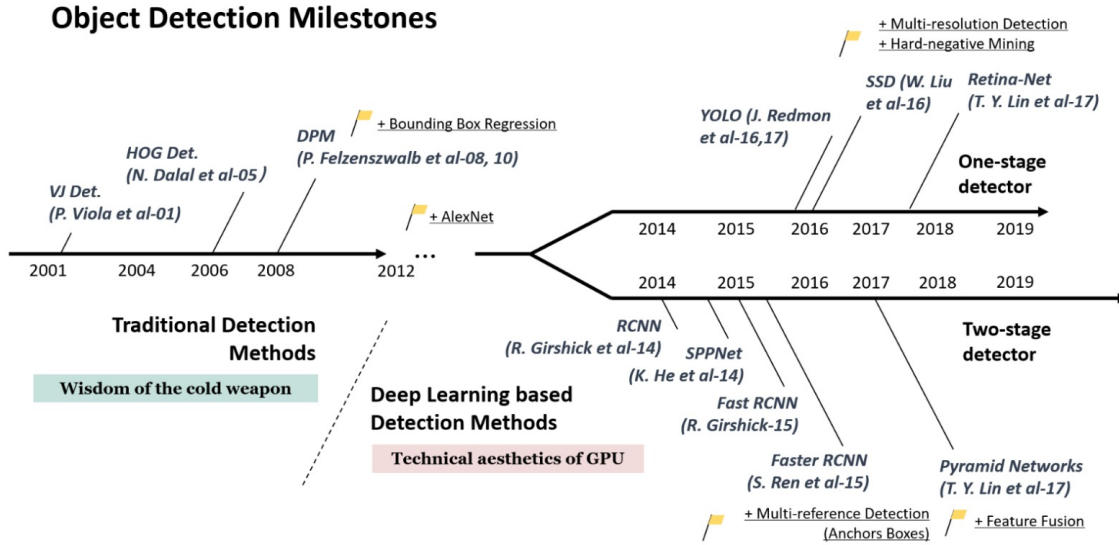 Object Detection Milestones
+ Multi-resolution Detection
+ Hard-negative Mining
SSD (W. Liu
et al-16)
Retina-Net
(T. Y. Lin et al-17)
YOLO (J. Redmon
et al-16,17)
+ Bounding Box Regression
DPM
(P. Felzenszwalb et al-08, 10)
HOG Det.
(N. Dalal et al-05)
VJ Det.
(P. Viola et al-01)
One-stage
detector
+ AlexNet
2014 2015 2016 2017 2018 2019
2001 2004 2006 2008 2012 ...
2014 2015 2016 2017 2018 2019
Traditional Detection
Methods
Wisdom of the cold weapon
RCNN
(R. Girshick et al-14)
SPPNet
(K. He et al-14)
Two-stage
detector
Deep Learning based
Detection Methods
Technical aesthetics of GPU
Fast RCNN
(R. Girshick-15)
Faster RCNN
(S. Ren et al-15)
Pyramid Networks
(T. Y. Lin et al-17)
+ Multi-reference Detection
(Anchors Boxes)
+ Feature Fusion